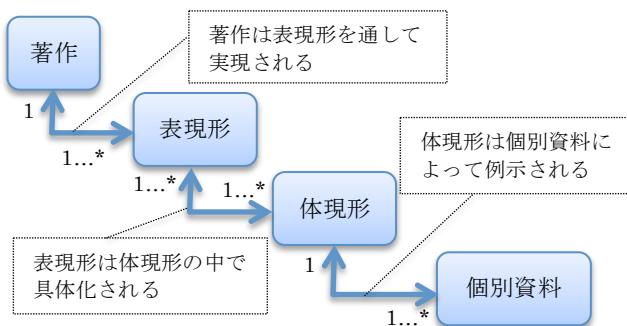 著作
著作は表現形を通して
実現される
1
1…*
表現形
体現形は個別資料に
よって例示される
1…*
1…*
体現形
表現形は体現形の中で
具体化される
1
1…*
個別資料